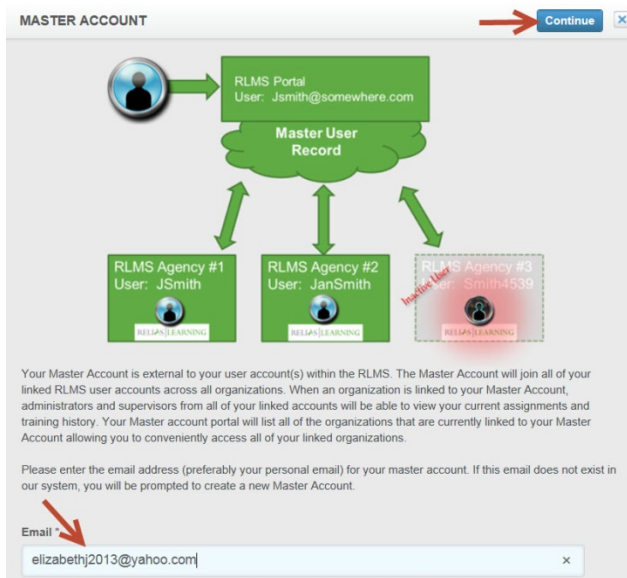 MASTER ACCOUNT
Continue
RLMS Portal
User: Jsmith@somewhere.com
Master User
Record
RLMS Agency #1
User: JSmith
RELIAS LEARNING
RLMS Agency #2
User: JanSmith
RELIAS LEARNING
RLMS Agency #3
User: Smith4539
Inactive User
RELIAS LEARNING
Your Master Account is external to your user account(s) within the RLMS. The Master Account will join all of your
linked RLMS user accounts across all organizations. When an organization is linked to your Master Account,
administrators and supervisors from all of your linked accounts will be able to view your current assignments and
training history. Your Master account portal will list all of the organizations that are currently linked to your Master
Account allowing you to conveniently access all of your linked organizations.
Please enter the email address (preferably your personal email) for your master account. If this email does not exist in
our system, you will be prompted to create a new Master Account.
Email *
elizabethj2013@yahoo.com